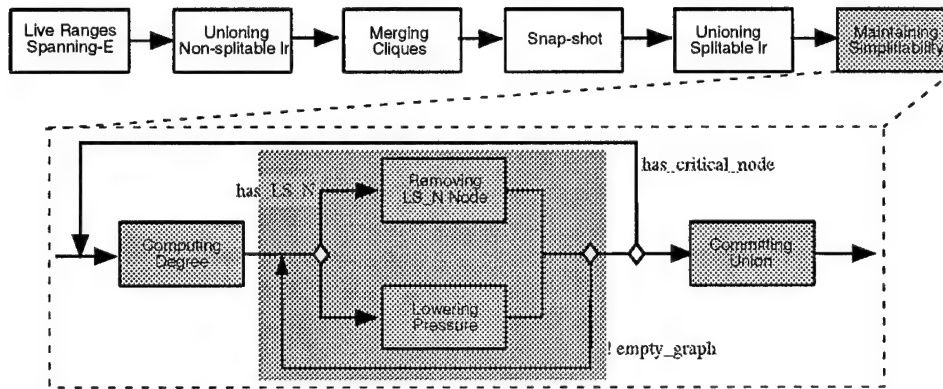 Live Ranges
Spanning-E
Unioning
Non-splitable lr
Merging
Cliques
Snap-shot
Unioning
Splitable lr
Maintaining
Simplifiability
has_LS_N
Removing
LS_N Node
has_critical_node
Computing
Degree
Committing
Union
Lowering
Pressure
! empty_graph